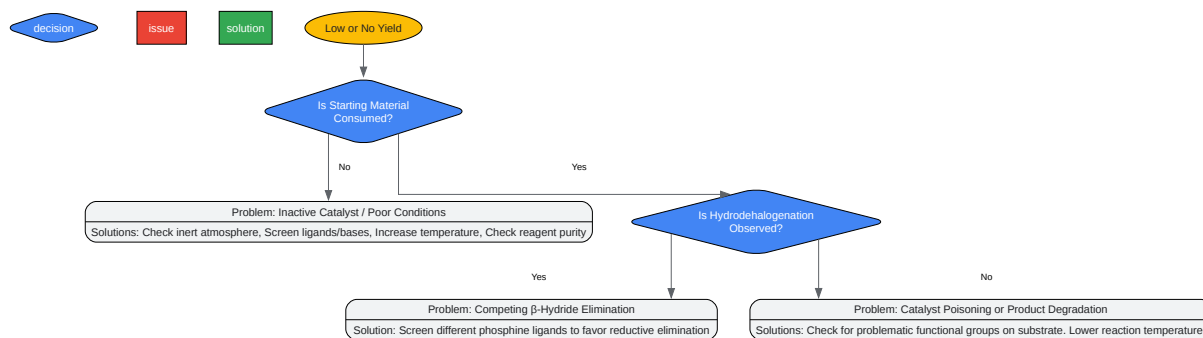 decision
issue
solution
Low or No Yield
Is Starting Material
Consumed?
No
Yes
Problem: Inactive Catalyst / Poor Conditions
Solutions: Check inert atmosphere, Screen ligands/bases, Increase temperature, Check reagent purity
Is Hydrodehalogenation
Observed?
Yes
No
Problem: Competing β-Hydride Elimination
Solution: Screen different phosphine ligands to favor reductive elimination
Problem: Catalyst Poisoning or Product Degradation
Solutions: Check for problematic functional groups on substrate. Lower reaction temperature